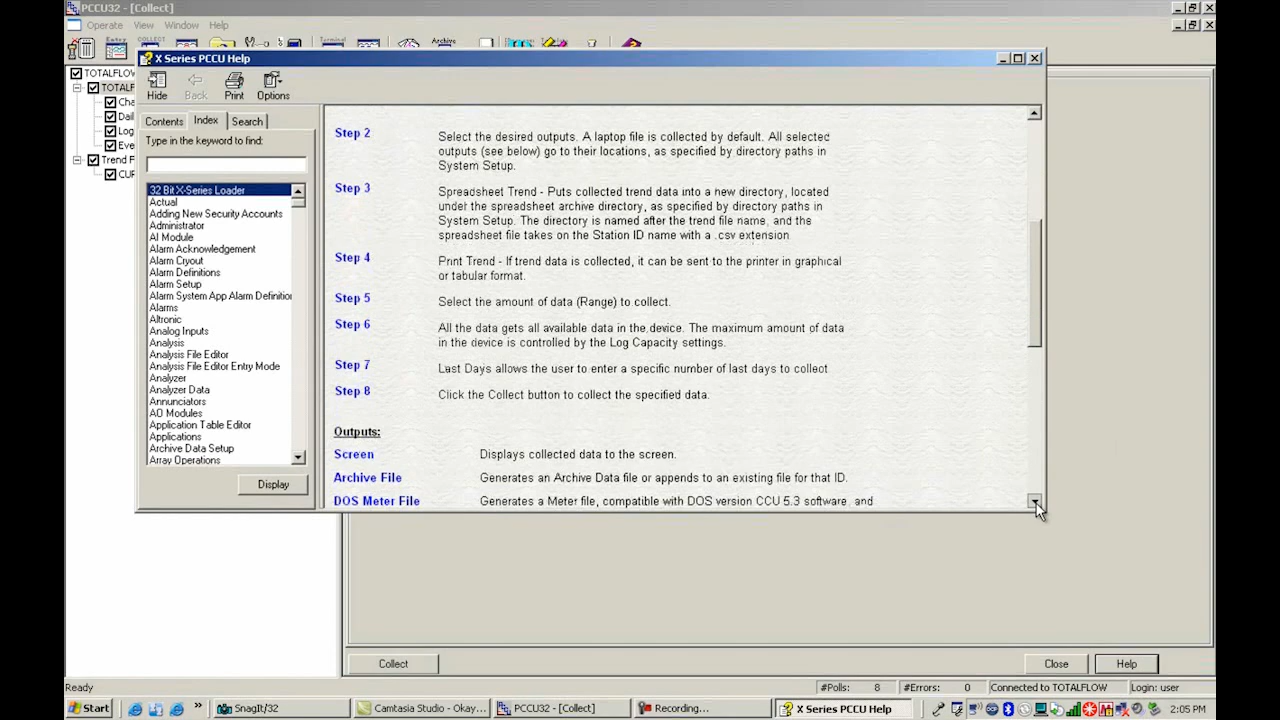 PCCU32 - [Collect]
Operate View Window Help
Entry COLLECT Terminal Archive
TOTALFLOW
TOTALF
Cha
Dail
Log
Eve
Trend F
CUR
X Series PCCU Help
Hide Back Print Options
Contents Index Search
Type in the keyword to find:
32 Bit X-Series Loader
Actual
Adding New Security Accounts
Administrator
AI Module
Alarm Acknowledgement
Alarm Cryout
Alarm Definitions
Alarm Setup
Alarm System App Alarm Definition
Alarms
Altronic
Analog Inputs
Analysis
Analysis File Editor
Analysis File Editor Entry Mode
Analyzer
Analyzer Data
Annunciators
AO Modules
Application Table Editor
Applications
Archive Data Setup
Array Operations
Display
Step 2 Select the desired outputs. A laptop file is collected by default. All selected
outputs (see below) go to their locations, as specified by directory paths in
System Setup.
Step 3 Spreadsheet Trend - Puts collected trend data into a new directory, located
under the spreadsheet archive directory, as specified by directory paths in
System Setup. The directory is named after the trend file name, and the
spreadsheet file takes on the Station ID name with a .csv extension
Step 4 Print Trend - If trend data is collected, it can be sent to the printer in graphical
or tabular format.
Step 5 Select the amount of data (Range) to collect.
Step 6 All the data gets all available data in the device. The maximum amount of data
in the device is controlled by the Log Capacity settings.
Step 7 Last Days allows the user to enter a specific number of last days to collect
Step 8 Click the Collect button to collect the specified data.
Outputs:
Screen Displays collected data to the screen.
Archive File Generates an Archive Data file or appends to an existing file for that ID.
DOS Meter File Generates a Meter file, compatible with DOS version CCU 5.3 software, and
Collect Close Help
Ready #Polls: 8 #Errors: 0 Connected to TOTALFLOW Login: user
Start SnagIt/32 Camtasia Studio - Okay... PCCU32 - [Collect] Recording... X Series PCCU Help 2:05 PM